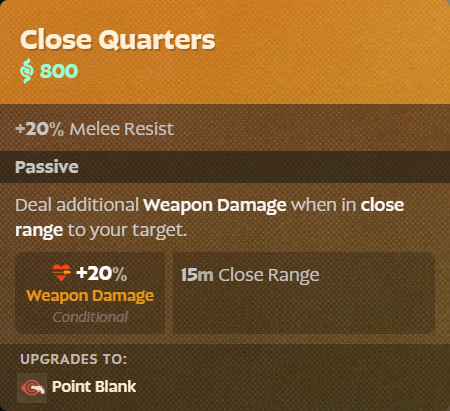 Close Quarters
800
+20% Melee Resist
Passive
Deal additional Weapon Damage when in close
range to your target.
+20%
Weapon Damage
Conditional
15m Close Range
UPGRADES TO:
Point Blank